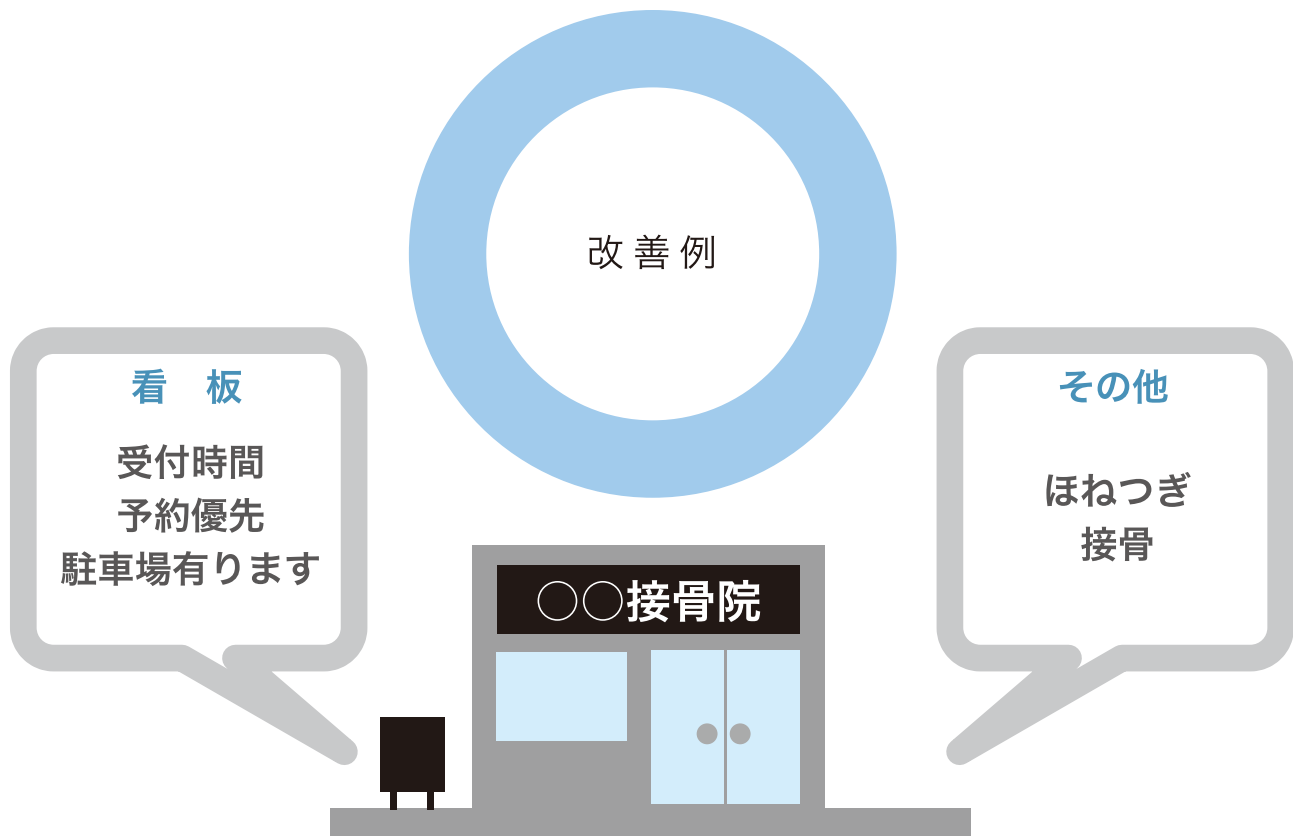 改善例
看　板
受付時間
予約優先
駐車場有ります
その他
ほねつぎ
接骨
○○接骨院